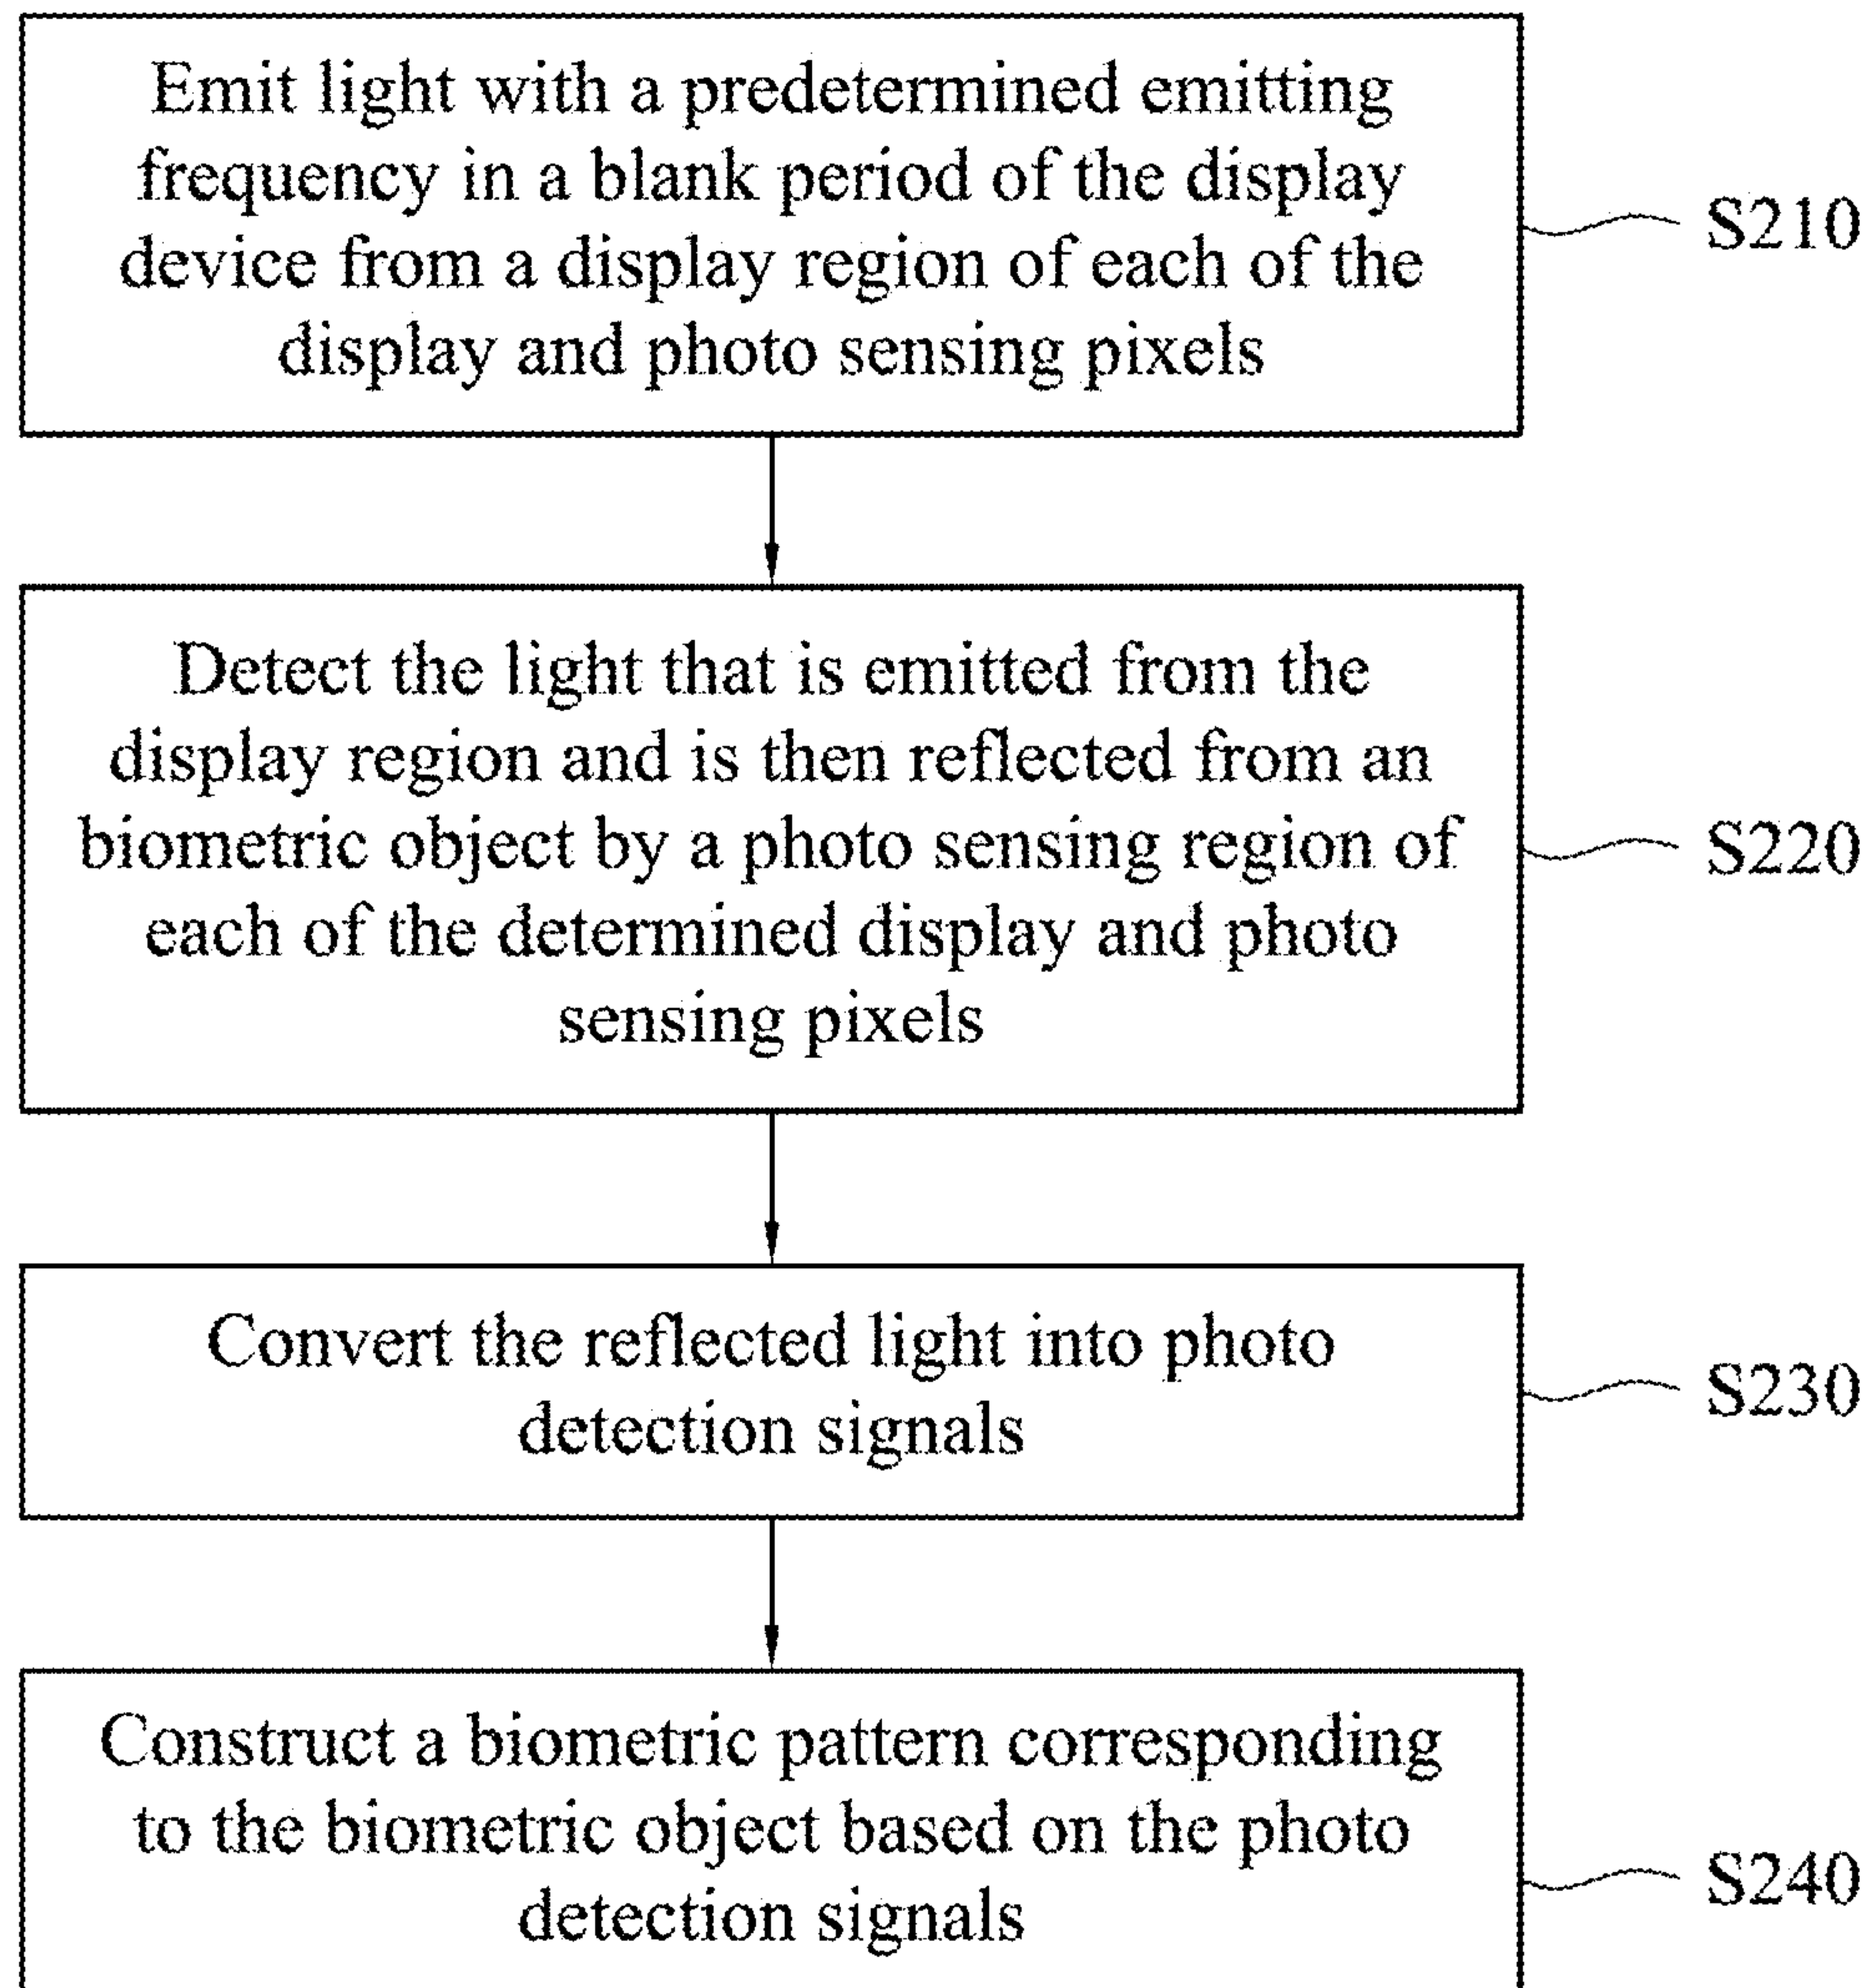 Emit light with a predetermined emitting
frequency in a blank period of the display
device from a display region of each of the
display and photo sensing pixels
S210
Detect the light that is emitted from the
display region and is then reflected from an
biometric object by a photo sensing region of
each of the determined display and photo
sensing pixels
S220
Convert the reflected light into photo
detection signals
S230
Construct a biometric pattern corresponding
to the biometric object based on the photo
detection signals
S240